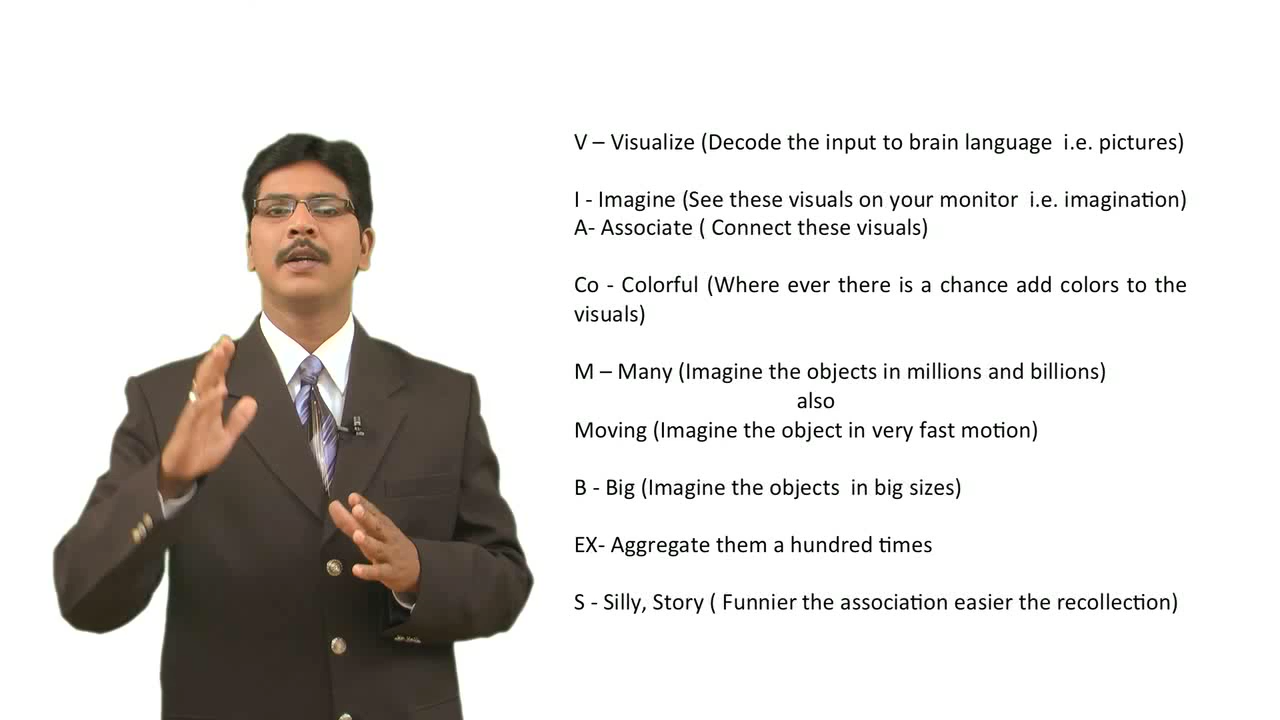 V – Visualize (Decode the input to brain language i.e. pictures)
I - Imagine (See these visuals on your monitor i.e. imagination)
A- Associate ( Connect these visuals)
Co - Colorful (Where ever there is a chance add colors to the
visuals)
M – Many (Imagine the objects in millions and billions)
also
Moving (Imagine the object in very fast motion)
B - Big (Imagine the objects in big sizes)
EX- Aggregate them a hundred times
S - Silly, Story ( Funnier the association easier the recollection)